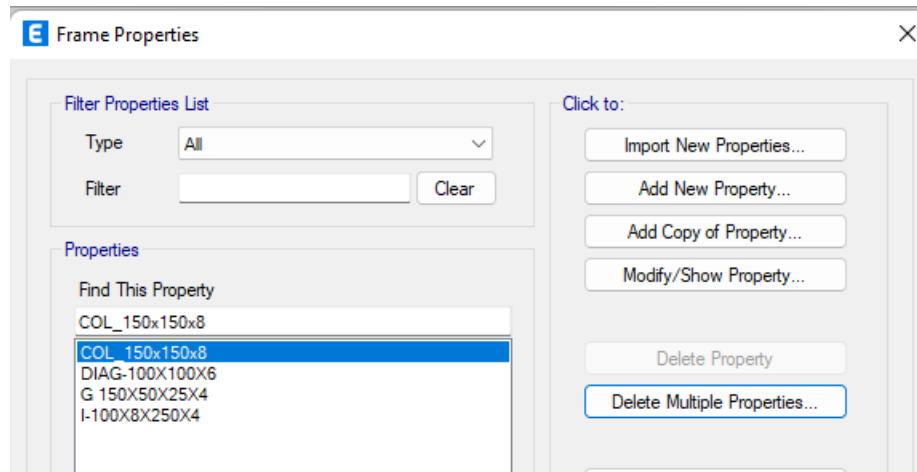 E Frame Properties
Filter Properties List
Type All
Filter Clear
Properties
Find This Property
COL_150x150x8
COL_150x150x8
DIAG-100X100X6
G 150X50X25X4
I-100X8X250X4
Click to:
Import New Properties...
Add New Property...
Add Copy of Property...
Modify/Show Property...
Delete Property
Delete Multiple Properties...